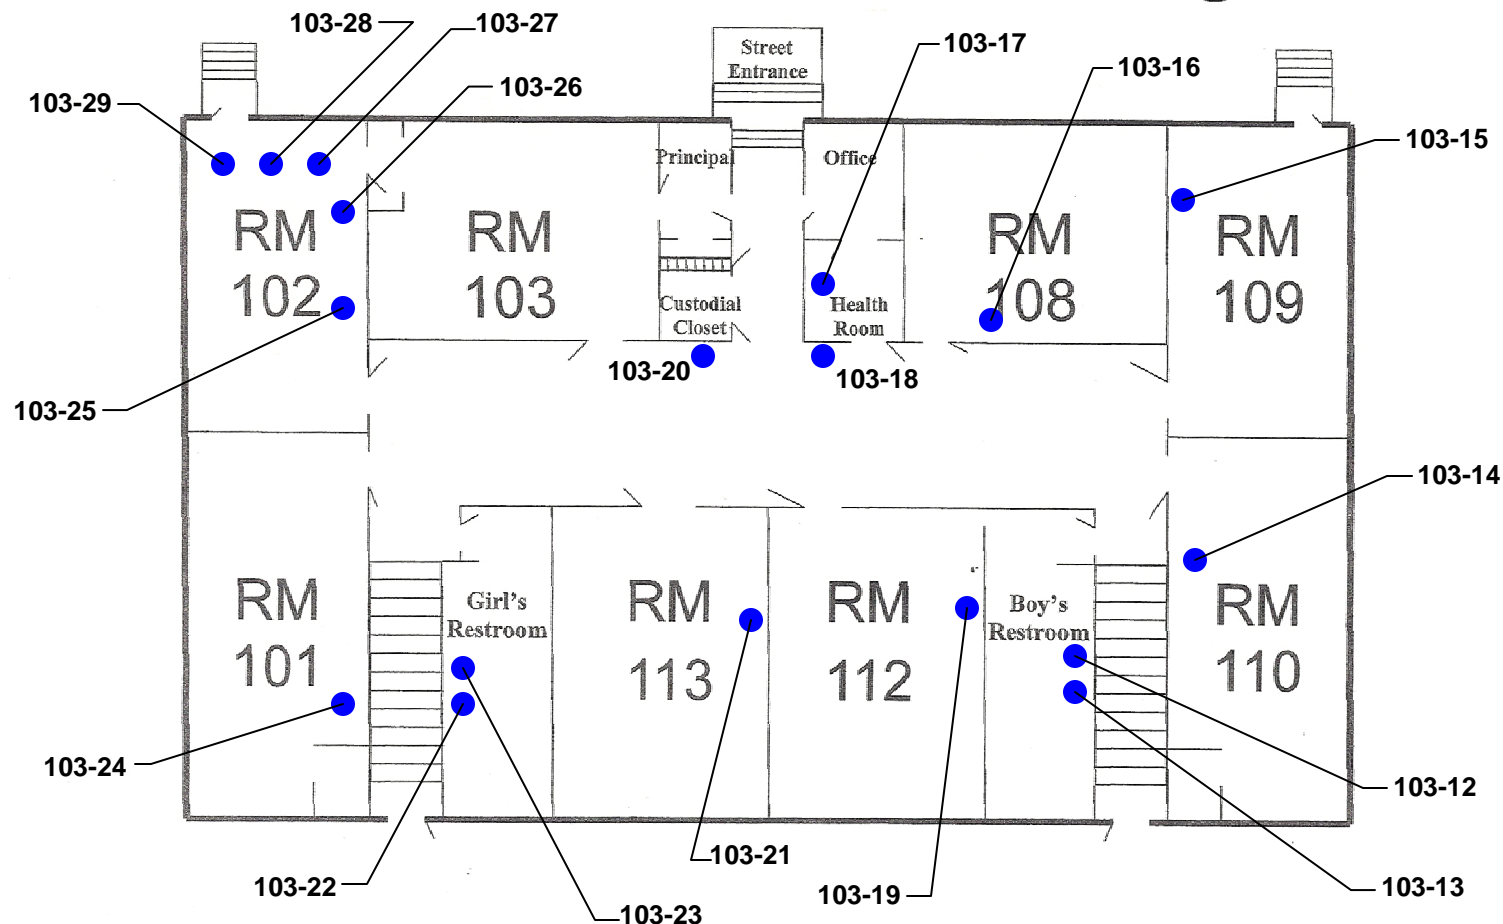 103-28
103-27
103-17
Street
Entrance
103-16
103-26
103-29
103-15
Principal
Office
RM
102
RM
103
RM
108
RM
109
Custodial
Closet
Health
Room
103-20
103-18
103-25
103-14
RM
101
Girl's
Restroom
RM
113
RM
112
Boy's
Restroom
RM
110
103-24
103-12
103-21
103-22
103-19
103-13
103-23